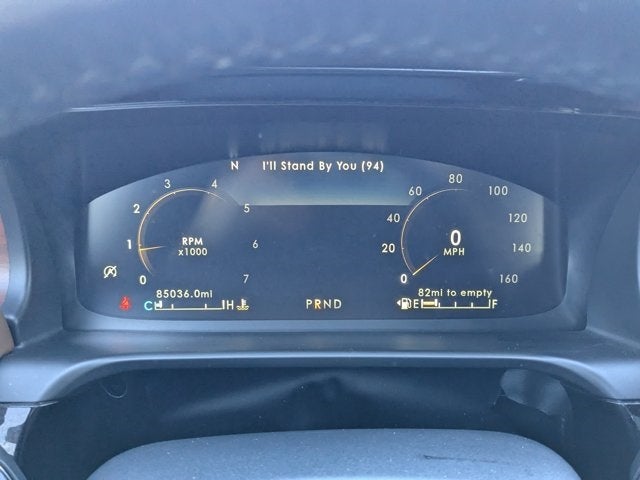 N I'll Stand By You (94)
0 1 2 3 4 5 6 7
RPM
x1000
0 20 40 60 80 100 120 140 160
0
MPH
85036.0mi
C H
PRND
82mi to empty
E F